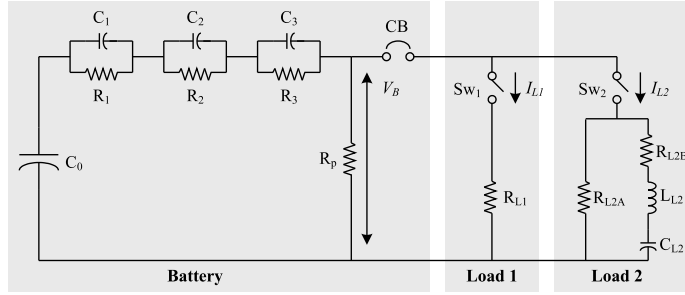 C1 C2 C3 CB
R1 R2 R3
VB
Sw1 IL1 Sw2 IL2
C0 Rp RL1 RL2A RL2B
LL2
CL2
Battery Load 1 Load 2